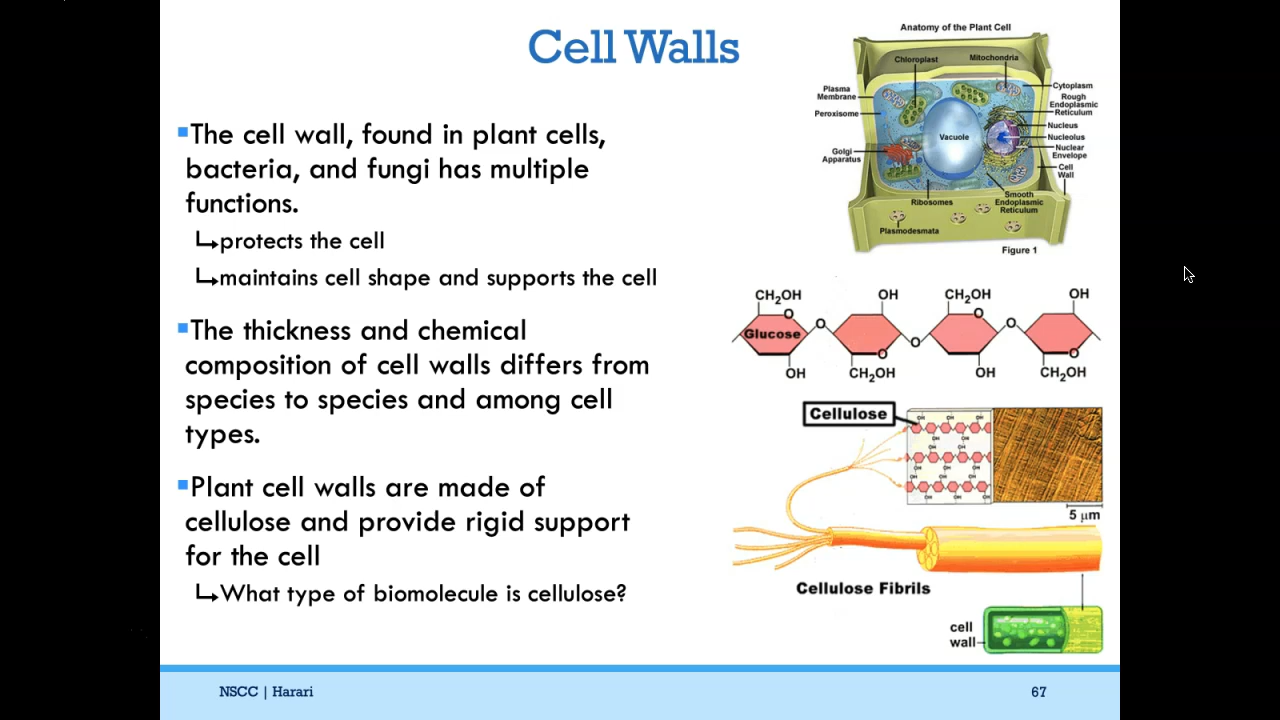 Cell Walls
The cell wall, found in plant cells,
bacteria, and fungi has multiple
functions.
protects the cell
maintains cell shape and supports the cell
The thickness and chemical
composition of cell walls differs from
species to species and among cell
types.
Plant cell walls are made of
cellulose and provide rigid support
for the cell
What type of biomolecule is cellulose?
Anatomy of the Plant Cell
Chloroplast
Mitochondria
Plasma
Membrane
Peroxisome
Golgi
Apparatus
Vacuole
Cytoplasm
Rough
Endoplasmic
Reticulum
Nucleus
Nucleolus
Nuclear
Envelope
Cell
Wall
Ribosomes
Smooth
Endoplasmic
Reticulum
Plasmodesmata
Figure 1
CH₂OH OH CH₂OH OH
O O O O
Glucose
O O O
OH CH₂OH OH CH₂OH
Cellulose
5 µm
Cellulose Fibrils
cell
wall
NSCC | Harari
67